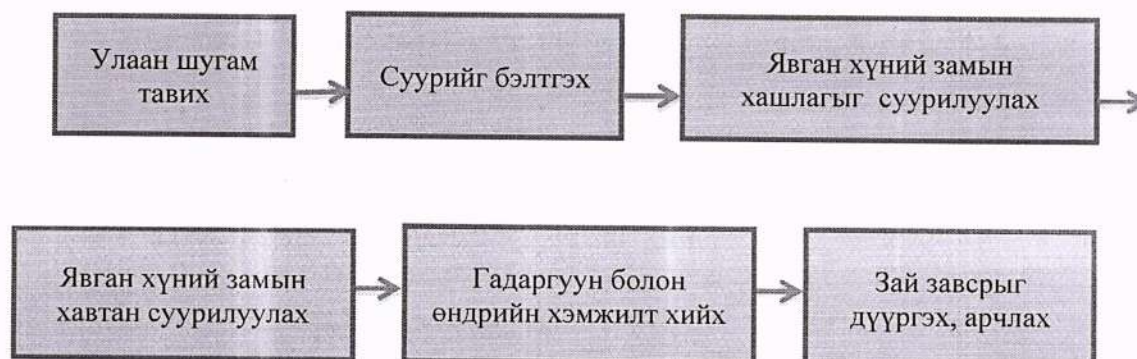 Улаан шугам
тавих
Суурийг бэлтгэх
Явган хүний замын
хашлагыг суурилуулах
Явган хүний замын
хавтан суурилуулах
Гадаргуун болон
өндрийн хэмжилт хийх
Зай завсрыг
дүүргэх, арчлах